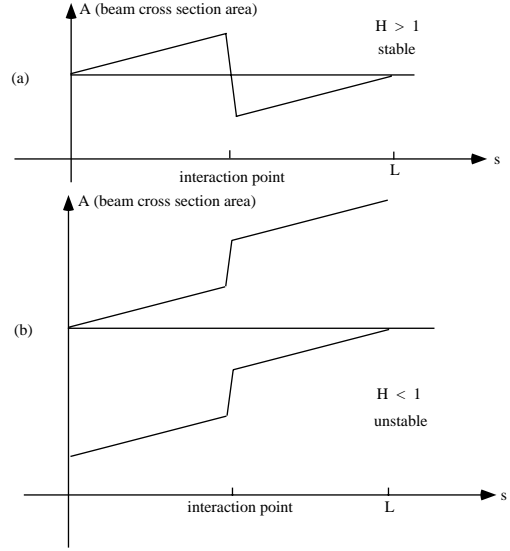 A (beam cross section area)
H > 1
stable
(a)
s
interaction point
L
A (beam cross section area)
(b)
H < 1
unstable
s
interaction point
L